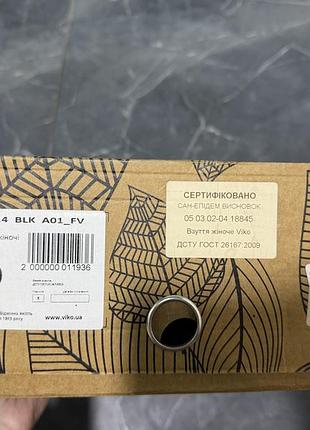 .4 BLK A01_FV
жіночі
2 000000 011936
www.viko.ua
СЕРТИФІКОВАНО
САН-ЕПІДЕМ ВИСНОВОК
05.03.02-04 18845
Взуття жіноче Viko
ДСТУ ГОСТ 26167:2009